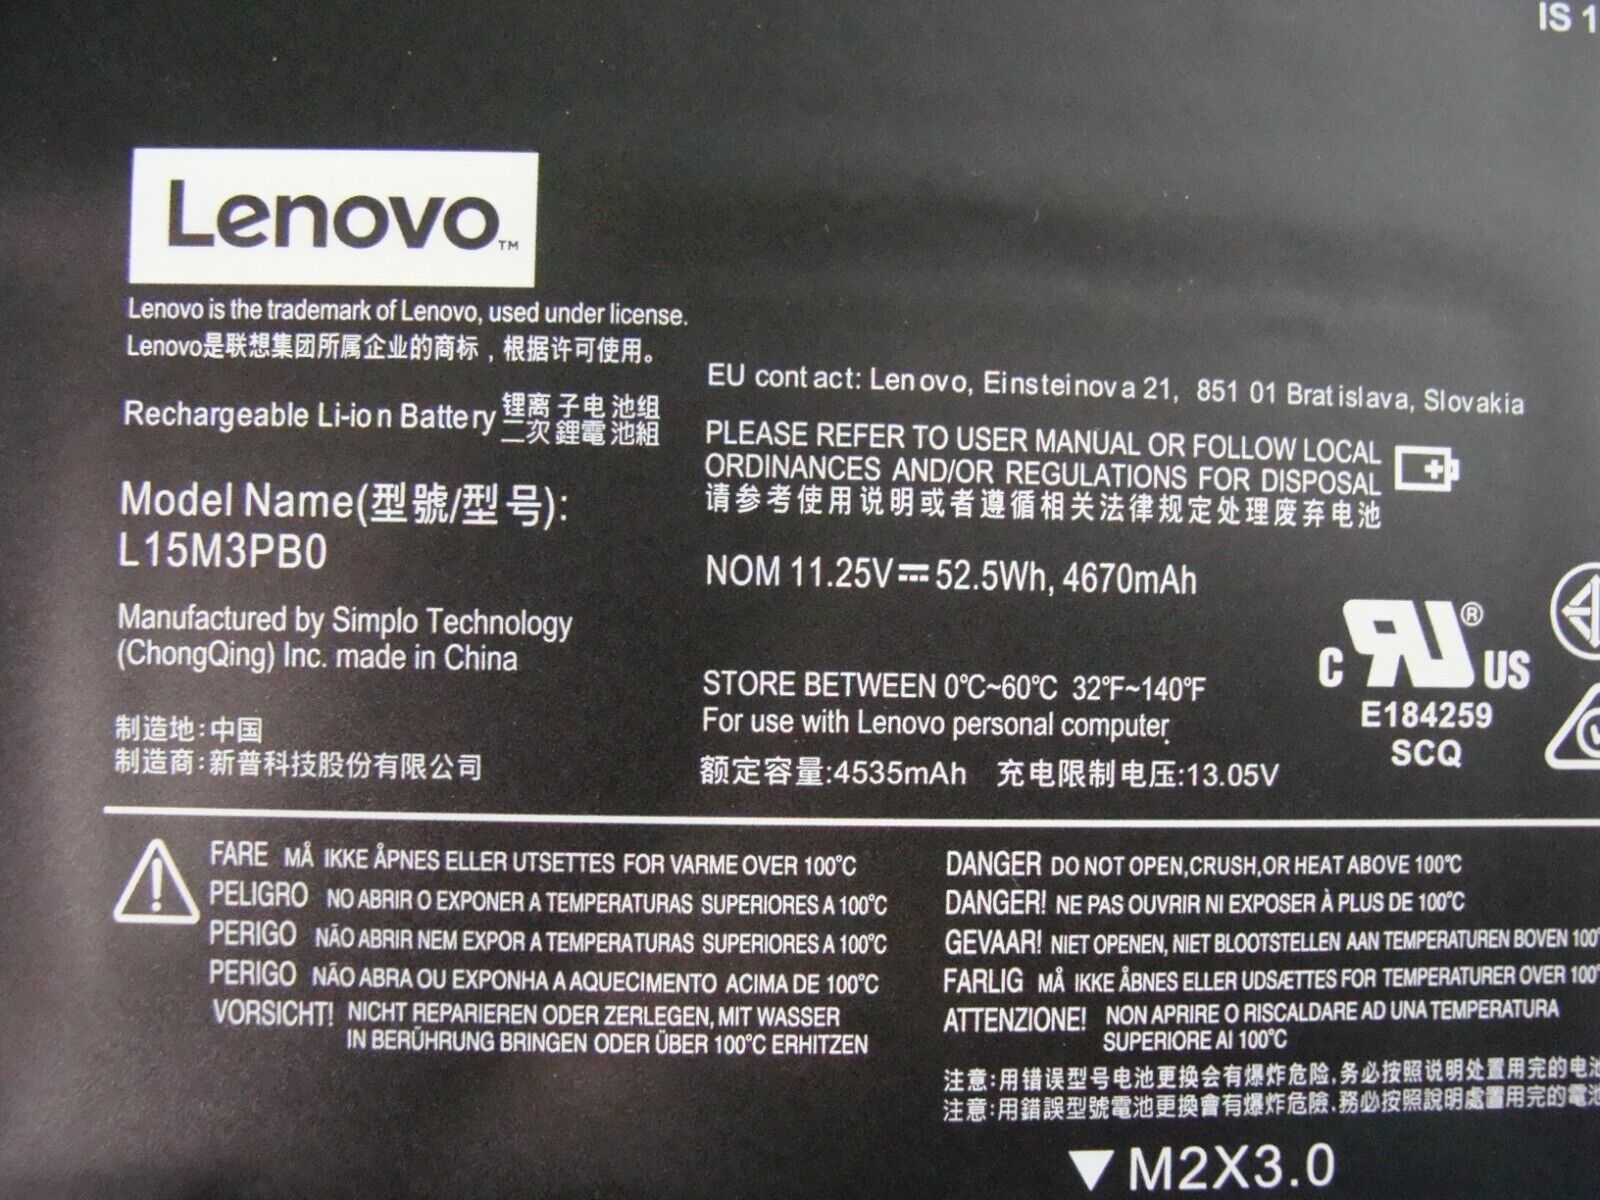 IS 1
Lenovo™
Lenovo is the trademark of Lenovo, used under license.
Lenovo是联想集团所属企业的商标，根据许可使用。
Rechargeable Li-ion Battery 锂离子电池组
二次鋰電池組
Model Name(型號/型号):
L15M3PB0
Manufactured by Simplo Technology
(ChongQing) Inc. made in China
制造地:中国
制造商:新普科技股份有限公司
EU contact: Lenovo, Einsteinova 21, 851 01 Bratislava, Slovakia
PLEASE REFER TO USER MANUAL OR FOLLOW LOCAL
ORDINANCES AND/OR REGULATIONS FOR DISPOSAL
请参考使用说明或者遵循相关法律规定处理废弃电池
NOM 11.25V⎓52.5Wh, 4670mAh
STORE BETWEEN 0°C~60°C 32°F~140°F
For use with Lenovo personal computer
额定容量:4535mAh 充电限制电压:13.05V
C RU® US
E184259
SCQ
FARE MÅ IKKE ÅPNES ELLER UTSETTES FOR VARME OVER 100°C
PELIGRO NO ABRIR O EXPONER A TEMPERATURAS SUPERIORES A 100°C
PERIGO NÃO ABRIR NEM EXPOR A TEMPERATURAS SUPERIORES A 100°C
PERIGO NÃO ABRA OU EXPONHA A AQUECIMENTO ACIMA DE 100°C
VORSICHT! NICHT REPARIEREN ODER ZERLEGEN, MIT WASSER
IN BERÜHRUNG BRINGEN ODER ÜBER 100°C ERHITZEN
DANGER DO NOT OPEN,CRUSH,OR HEAT ABOVE 100°C
DANGER! NE PAS OUVRIR NI EXPOSER À PLUS DE 100°C
GEVAAR! NIET OPENEN, NIET BLOOTSTELLEN AAN TEMPERATUREN BOVEN 100°
FARLIG MÅ IKKE ÅBNES ELLER UDSÆTTES FOR TEMPERATURER OVER 100°
ATTENZIONE! NON APRIRE O RISCALDARE AD UNA TEMPERATURA
SUPERIORE AI 100°C
注意:用错误型号电池更换会有爆炸危险,务必按照说明处置用完的电池
注意:用錯誤型號電池更換會有爆炸危險,務必按照說明處置用完的電池
▼M2X3.0